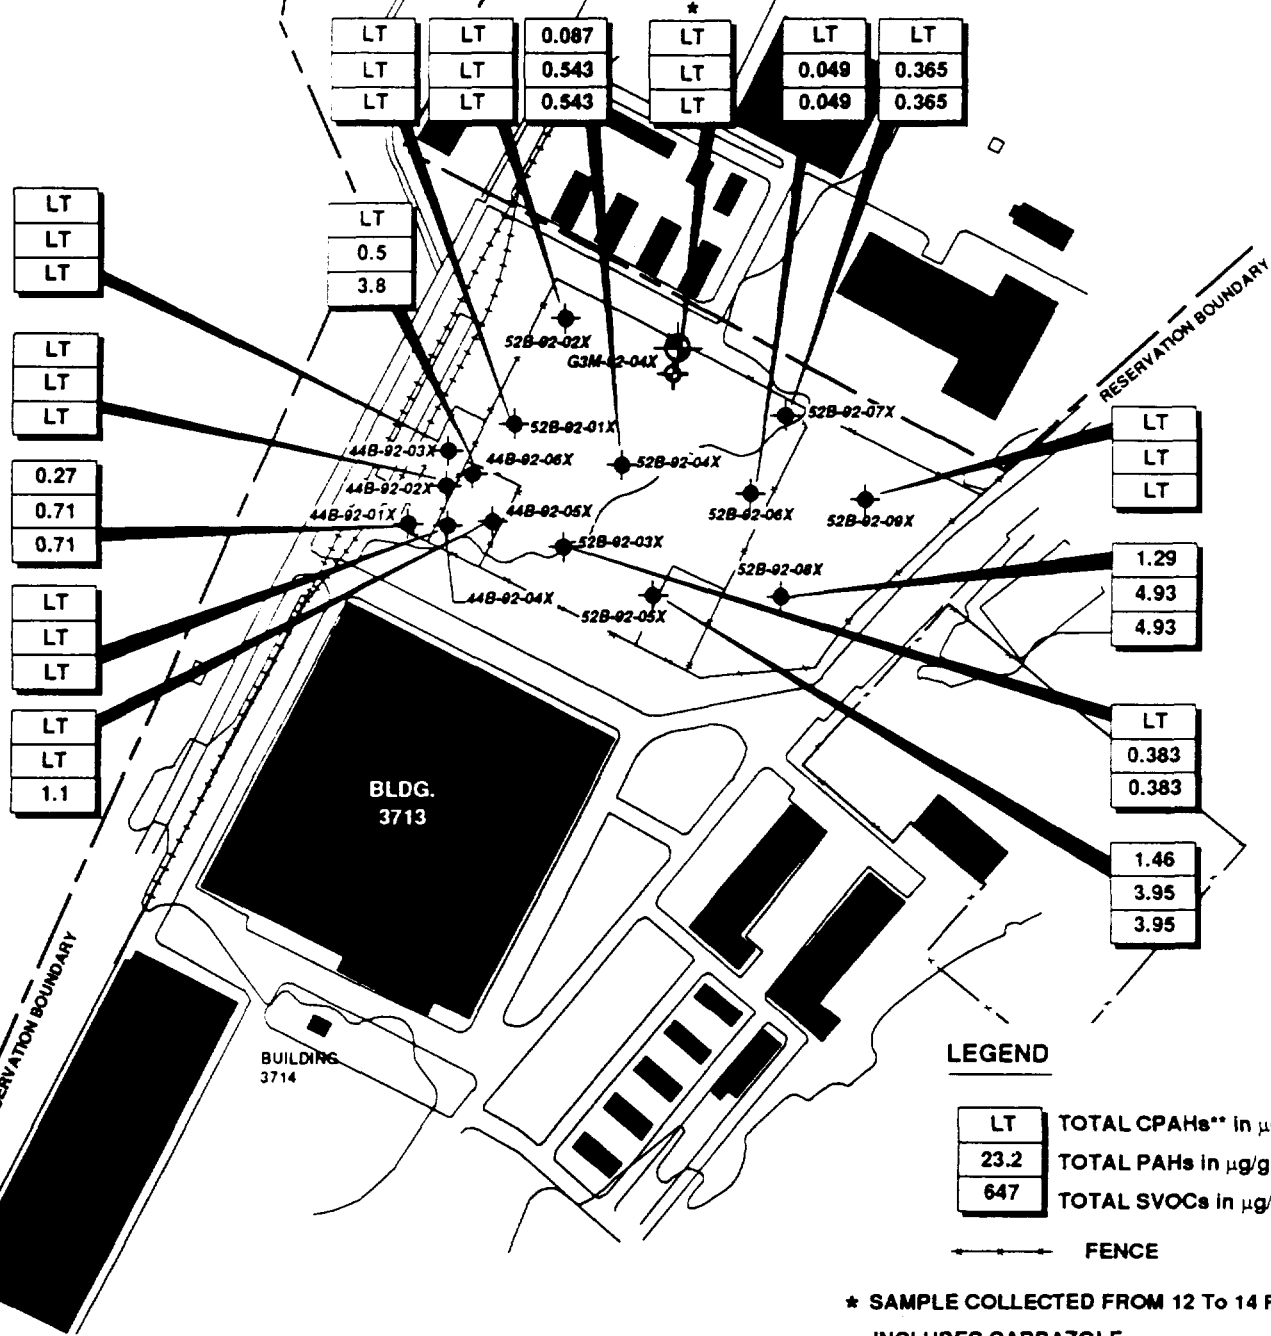 *
LT
LT
LT
LT
LT
LT
0.087
0.543
0.543
LT
LT
LT
LT
0.049
0.049
LT
0.365
0.365
LT
LT
LT
LT
0.5
3.8
LT
LT
LT
0.27
0.71
0.71
LT
LT
LT
LT
LT
1.1
52B-92-02X
G3M-92-04X
52B-92-01X
52B-92-07X
44B-92-03X
44B-92-06X
52B-92-04X
44B-92-02X
44B-92-01X
44B-92-05X
52B-92-06X
52B-92-09X
52B-92-03X
52B-92-08X
44B-92-04X
52B-92-05X
RESERVATION BOUNDARY
LT
LT
LT
1.29
4.93
4.93
LT
0.383
0.383
1.46
3.95
3.95
BLDG.
3713
BUILDING
3714
ERVATION BOUNDARY
LEGEND
LT TOTAL CPAHs** in µ
23.2 TOTAL PAHs in µg/g
647 TOTAL SVOCs in µg/
FENCE
* SAMPLE COLLECTED FROM 12 To 14 F
INCLUDES CARBAZOLE